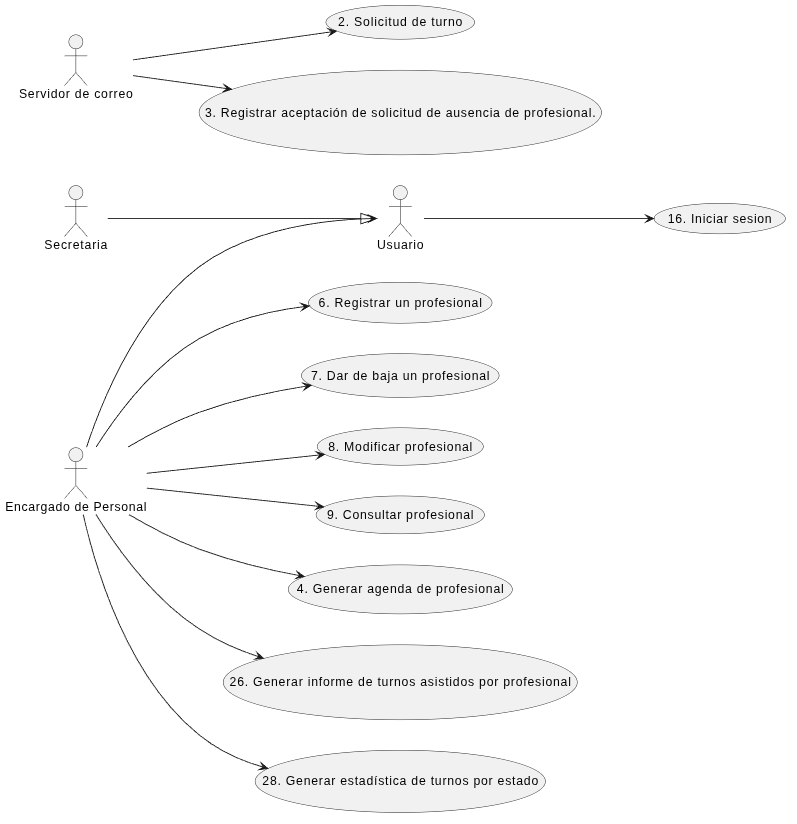 2. Solicitud de turno
Servidor de correo
3. Registrar aceptación de solicitud de ausencia de profesional.
Secretaria
Usuario
16. Iniciar sesion
6. Registrar un profesional
7. Dar de baja un profesional
8. Modificar profesional
Encargado de Personal
9. Consultar profesional
4. Generar agenda de profesional
26. Generar informe de turnos asistidos por profesional
28. Generar estadística de turnos por estado